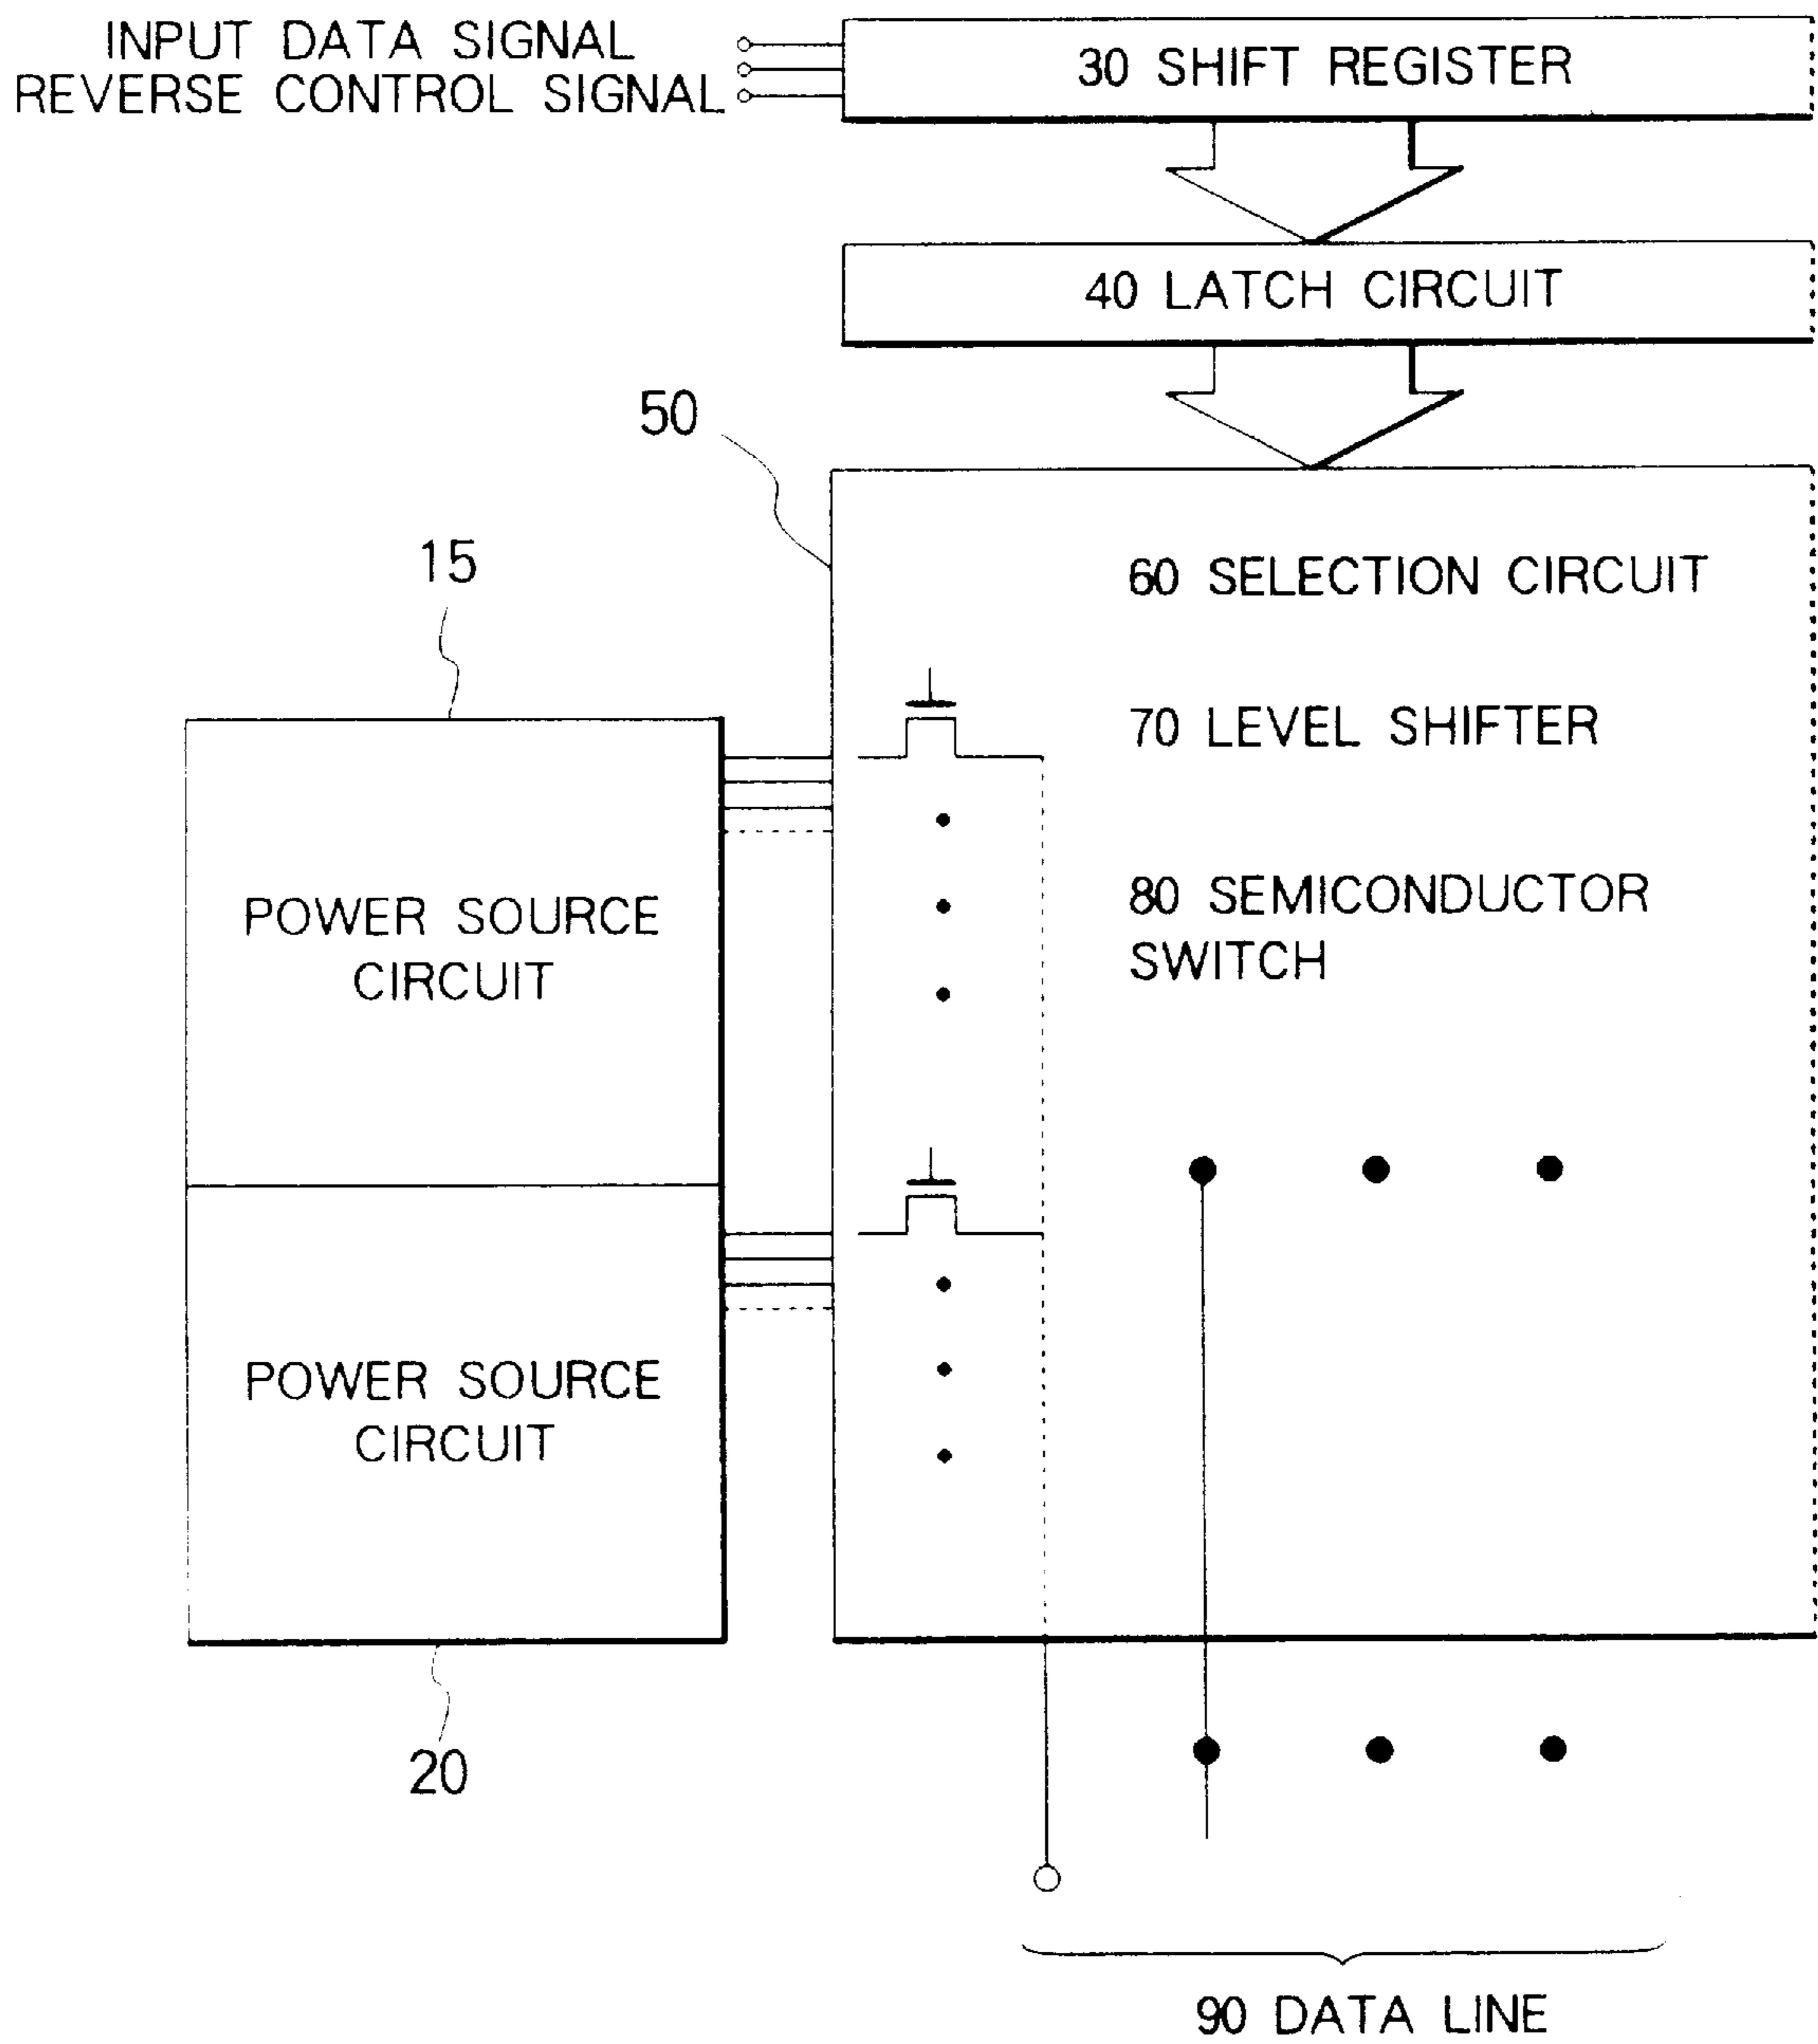 INPUT DATA SIGNAL
REVERSE CONTROL SIGNAL
30 SHIFT REGISTER
40 LATCH CIRCUIT
50
15
60 SELECTION CIRCUIT
70 LEVEL SHIFTER
80 SEMICONDUCTOR
SWITCH
POWER SOURCE
CIRCUIT
POWER SOURCE
CIRCUIT
20
90 DATA LINE